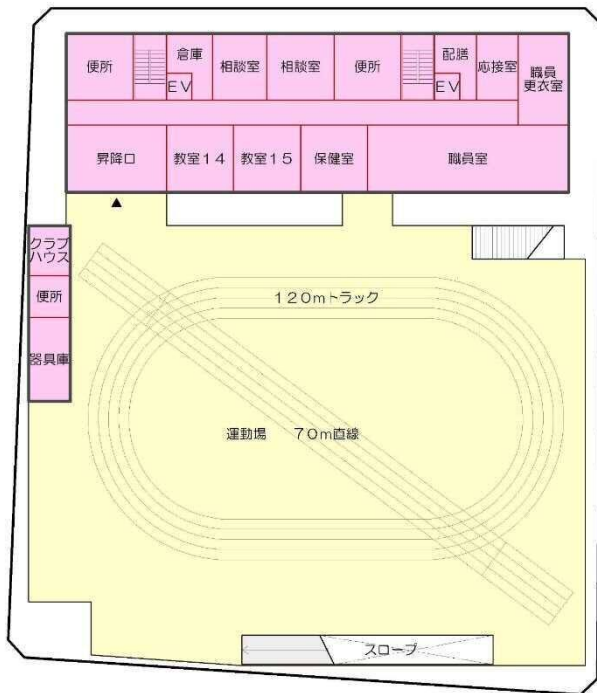 便所
倉庫
EV
相談室
相談室
便所
配膳
EV
応接室
職員
更衣室
昇降口
教室14
教室15
保健室
職員室
クラブ
ハウス
便所
器具庫
120mトラック
運動場 70m直線
スロープ